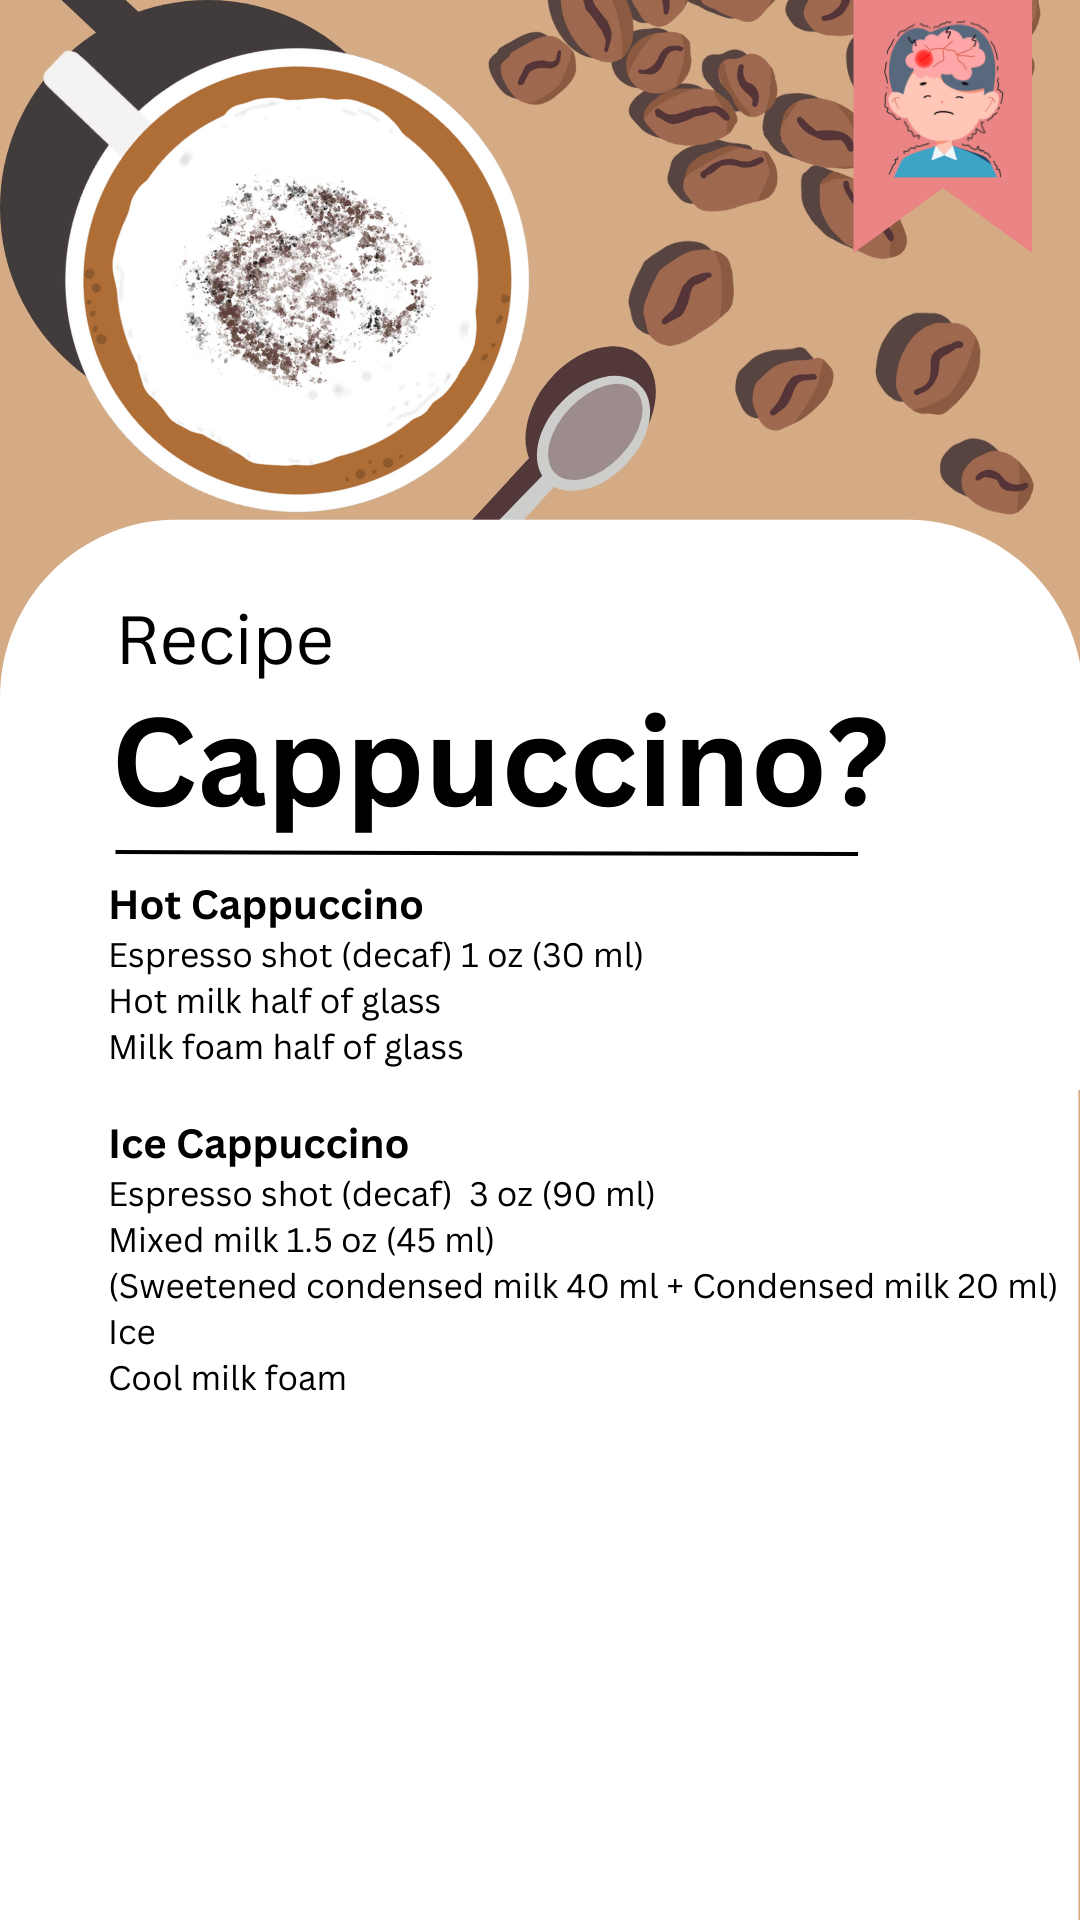 Recipe
Cappuccino?
Hot Cappuccino
Espresso shot (decaf) 1 oz (30 ml)
Hot milk half of glass
Milk foam half of glass
Ice Cappuccino
Espresso shot (decaf)  3 oz (90 ml)
Mixed milk 1.5 oz (45 ml)
(Sweetened condensed milk 40 ml + Condensed milk 20 ml)
Ice
Cool milk foam